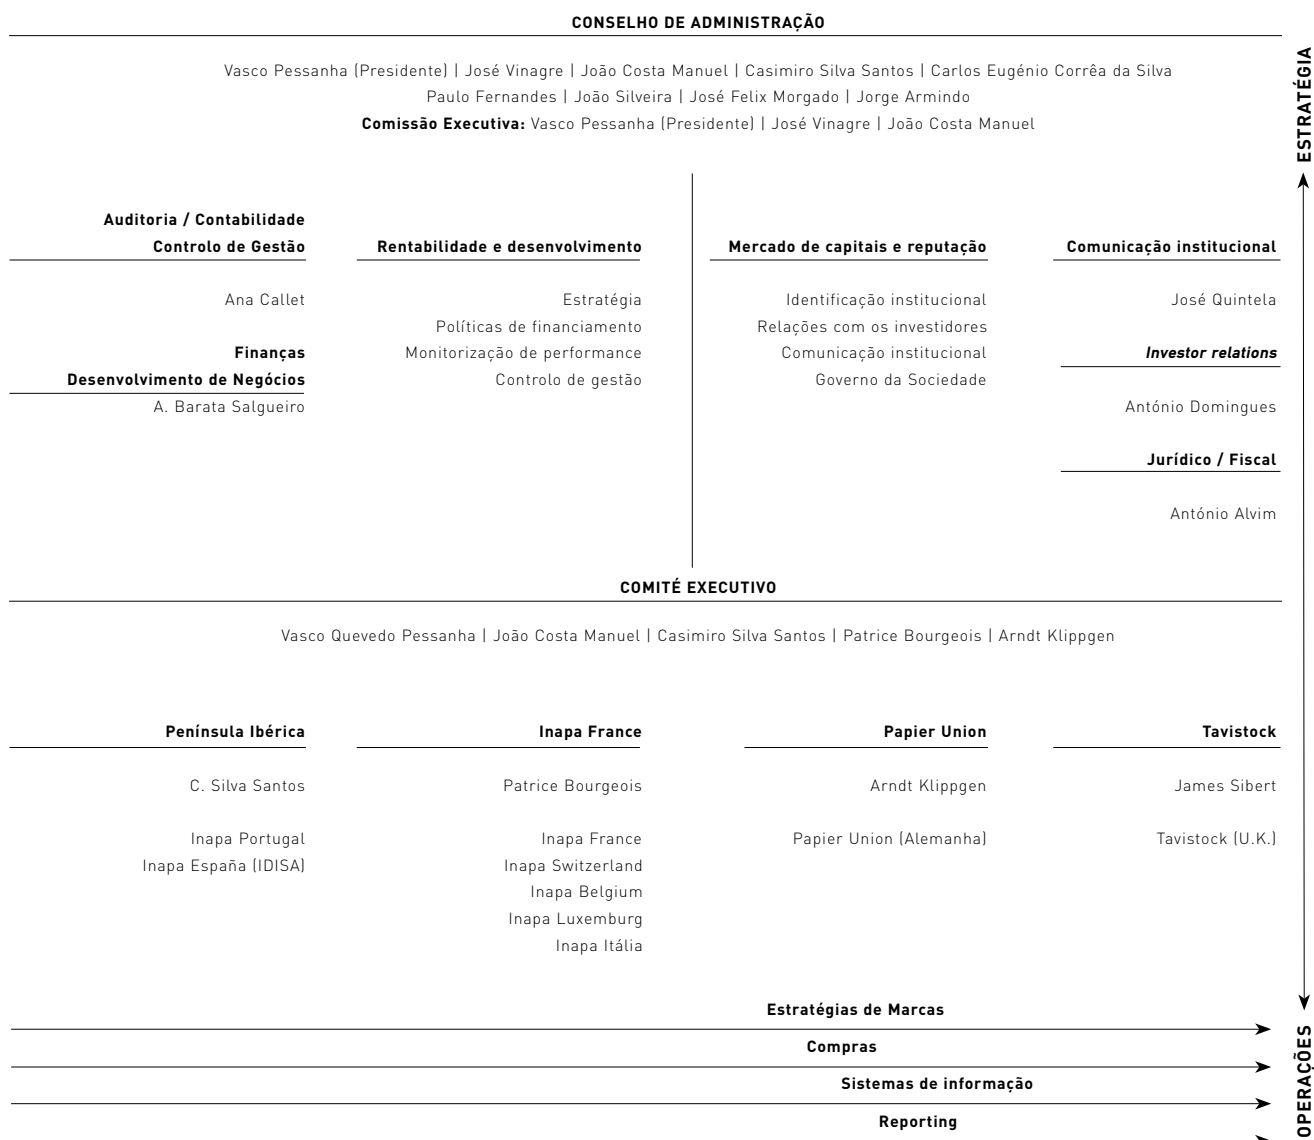 CONSELHO DE ADMINISTRAÇÃO
Vasco Pessanha (Presidente) | José Vinagre | João Costa Manuel | Casimiro Silva Santos | Carlos Eugénio Corrêa da Silva
Paulo Fernandes | João Silveira | José Felix Morgado | Jorge Armindo
Comissão Executiva: Vasco Pessanha (Presidente) | José Vinagre | João Costa Manuel
ESTRATÉGIA
Auditoria / Contabilidade
Controlo de Gestão
Ana Callet
Finanças
Desenvolvimento de Negócios
A. Barata Salgueiro
Rentabilidade e desenvolvimento
Estratégia
Políticas de financiamento
Monitorização de performance
Controlo de gestão
Mercado de capitais e reputação
Identificação institucional
Relações com os investidores
Comunicação institucional
Governo da Sociedade
Comunicação institucional
José Quintela
Investor relations
António Domingues
Jurídico / Fiscal
António Alvim
COMITÉ EXECUTIVO
Vasco Quevedo Pessanha | João Costa Manuel | Casimiro Silva Santos | Patrice Bourgeois | Arndt Klippgen
Península Ibérica
C. Silva Santos
Inapa Portugal
Inapa España (IDISA)
Inapa France
Patrice Bourgeois
Inapa France
Inapa Switzerland
Inapa Belgium
Inapa Luxemburg
Inapa Itália
Papier Union
Arndt Klippgen
Papier Union (Alemanha)
Tavistock
James Sibert
Tavistock (U.K.)
Estratégias de Marcas
Compras
Sistemas de informação
Reporting
OPERAÇÕES